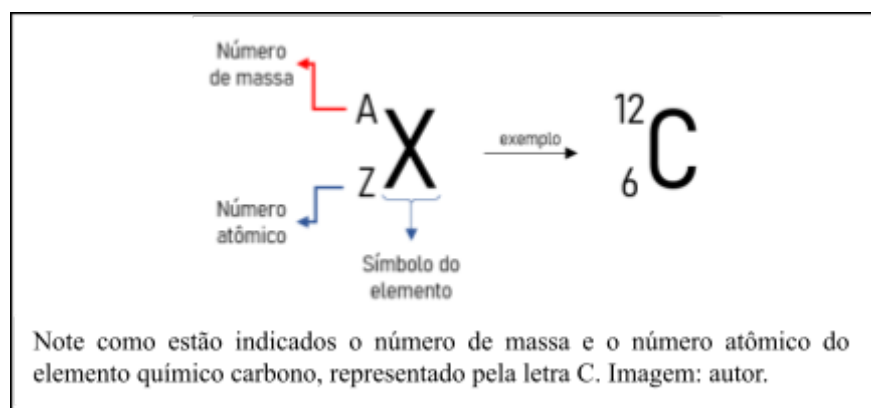 Número
de massa
A
X
Z
exemplo
12
C
6
Número
atômico
Símbolo do
elemento
Note como estão indicados o número de massa e o número atômico do
elemento químico carbono, representado pela letra C. Imagem: autor.